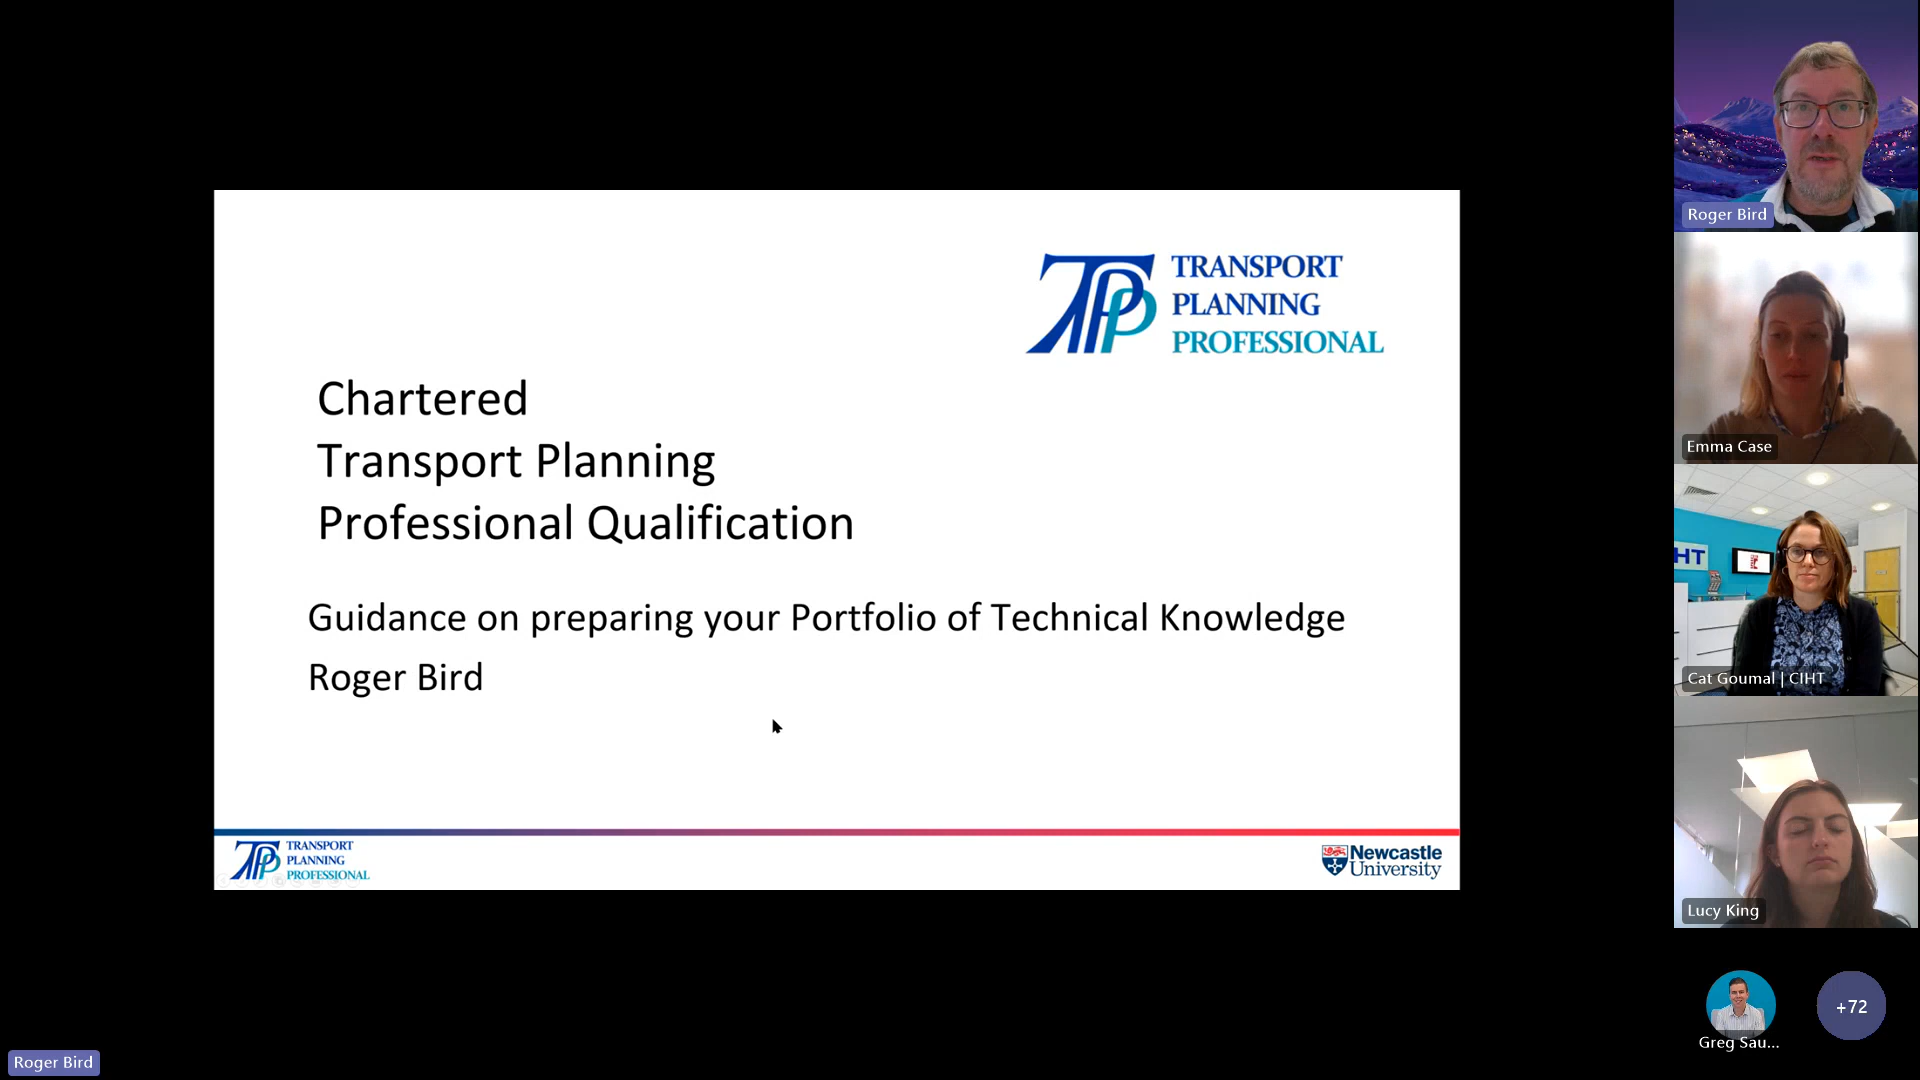 TRANSPORT
PLANNING
PROFESSIONAL
Chartered
Transport Planning
Professional Qualification
Guidance on preparing your Portfolio of Technical Knowledge
Roger Bird
TRANSPORT
PLANNING
PROFESSIONAL
Newcastle
University
Roger Bird
Emma Case
HT
Cat Goumal | CIHT
Lucy King
Greg Sau...
+72
Roger Bird